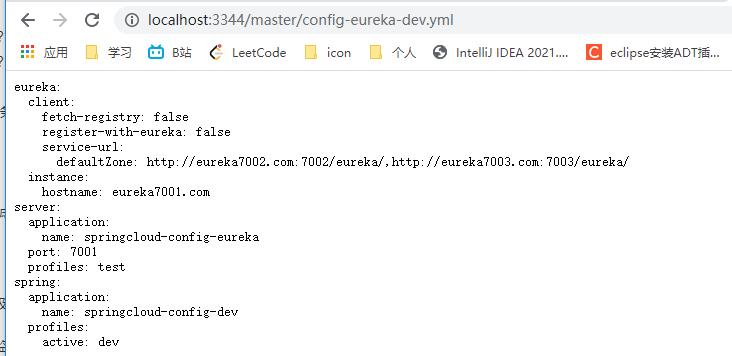 localhost:3344/master/config-eureka-dev.yml
应用 学习 B站 LeetCode icon 个人 IntelliJ IDEA 2021.... eclipse安装ADT插...
eureka:
  client:
    fetch-registry: false
    register-with-eureka: false
    service-url:
      defaultZone: http://eureka7002.com:7002/eureka/,http://eureka7003.com:7003/eureka/
  instance:
    hostname: eureka7001.com
server:
  application:
    name: springcloud-config-eureka
  port: 7001
  profiles: test
spring:
  application:
    name: springcloud-config-dev
  profiles:
    active: dev